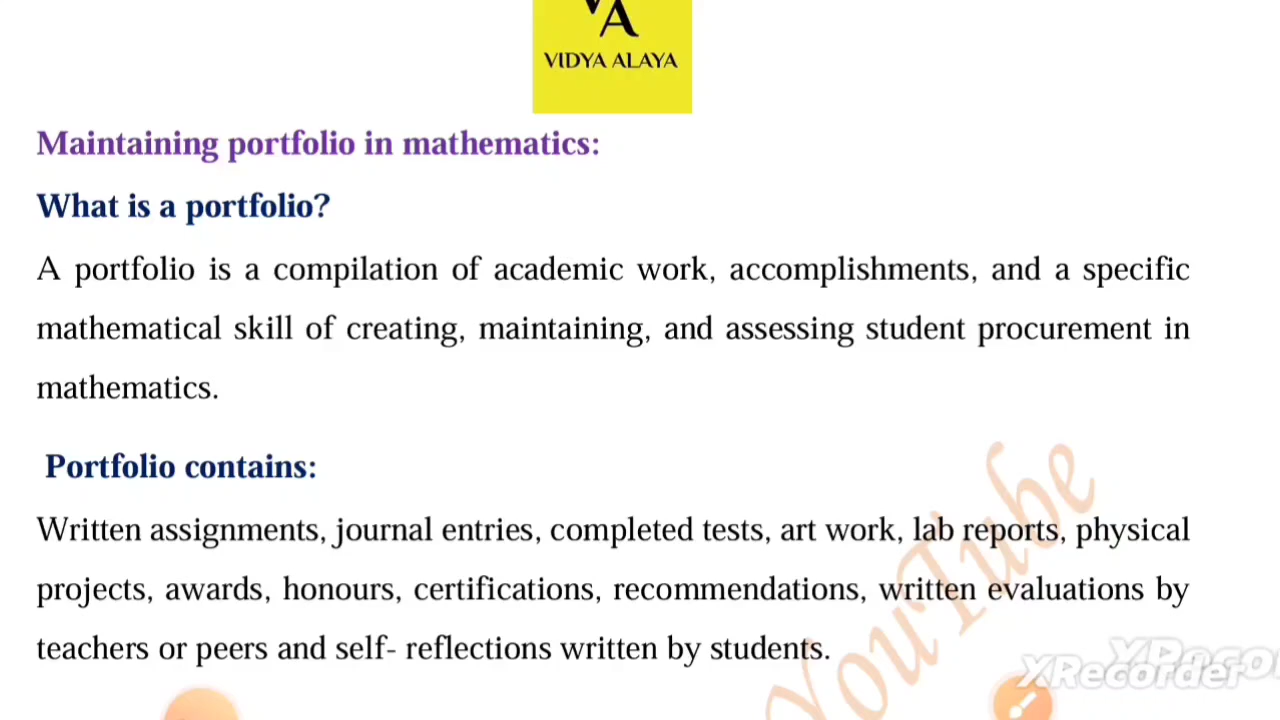 VA
VIDYA ALAYA
Maintaining portfolio in mathematics:
What is a portfolio?
A portfolio is a compilation of academic work, accomplishments, and a specific
mathematical skill of creating, maintaining, and assessing student procurement in
mathematics.
Portfolio contains:
Written assignments, journal entries, completed tests, art work, lab reports, physical
projects, awards, honours, certifications, recommendations, written evaluations by
teachers or peers and self- reflections written by students.
YouTube
XRecorder
XRecor